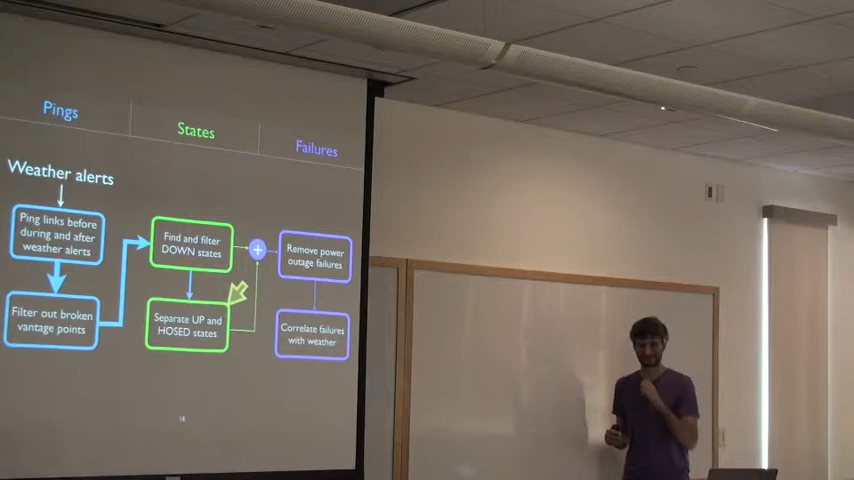 Pings
States
Failures
Weather alerts
Ping links before
during and after
weather alerts
Filter out broken
vantage points
Find and filter
DOWN states
Separate UP and
HOSED states
+
Remove power
outage failures
Correlate failures
with weather